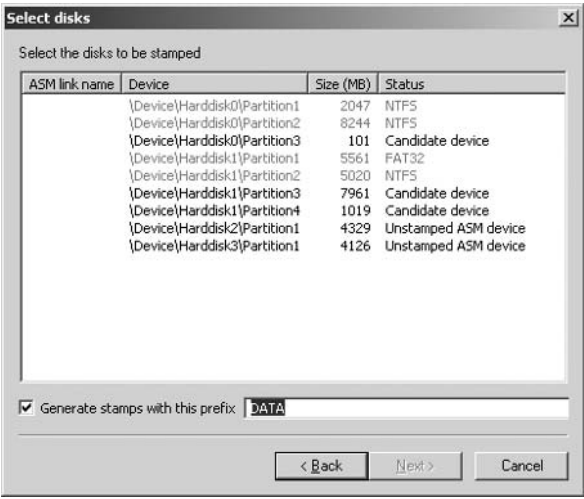 Select disks
Select the disks to be stamped
ASM link name Device Size (MB) Status
\Device\Harddisk0\Partition1 2047 NTFS
\Device\Harddisk0\Partition2 8244 NTFS
\Device\Harddisk0\Partition3 101 Candidate device
\Device\Harddisk1\Partition1 5561 FAT32
\Device\Harddisk1\Partition2 5020 NTFS
\Device\Harddisk1\Partition3 7961 Candidate device
\Device\Harddisk1\Partition4 1019 Candidate device
\Device\Harddisk2\Partition1 4329 Unstamped ASM device
\Device\Harddisk3\Partition1 4126 Unstamped ASM device
Generate stamps with this prefix DATA
< Back Next > Cancel